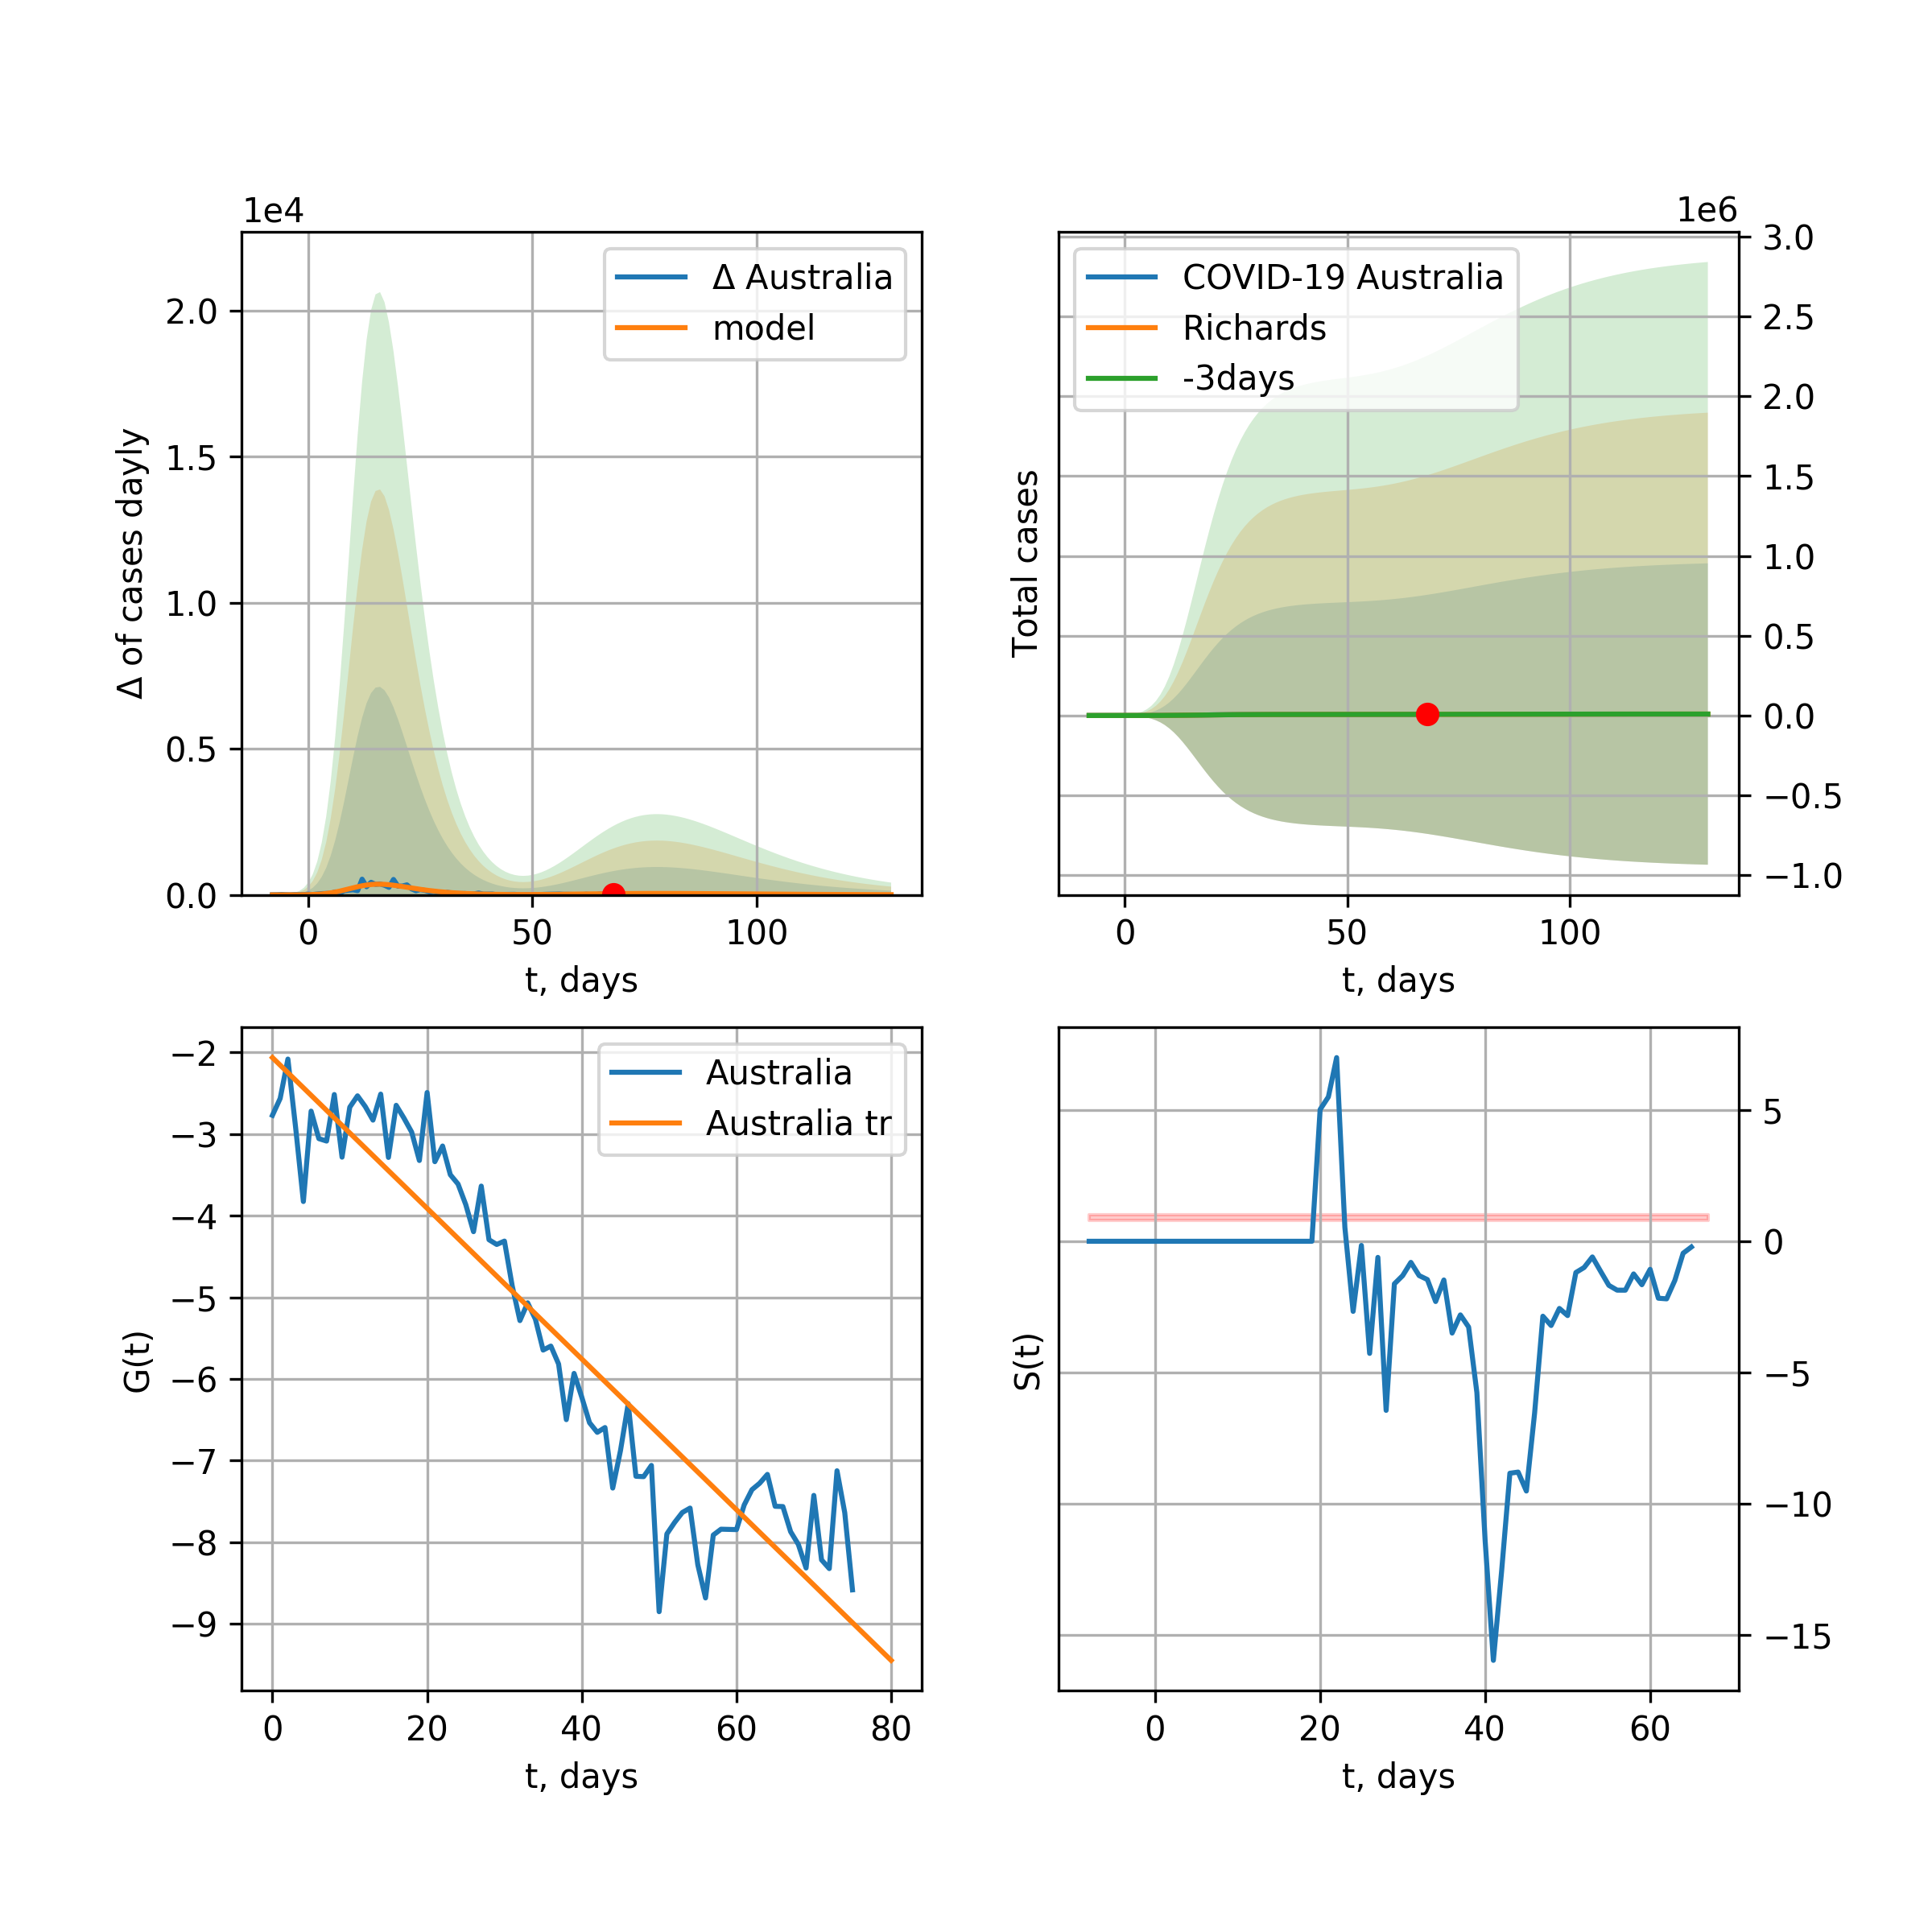 1e4
Δ Australia
model
2.0
1.5
1.0
0.5
0.0
Δ of cases dayly
0 50 100
t, days
1e6
COVID-19 Australia
Richards
-3days
3.0
2.5
2.0
1.5
1.0
0.5
0.0
−0.5
−1.0
Total cases
0 50 100
t, days
Australia
Australia tr
−2
−3
−4
−5
−6
−7
−8
−9
G(t)
0 20 40 60 80
t, days
5
0
−5
−10
−15
S(t)
0 20 40 60
t, days